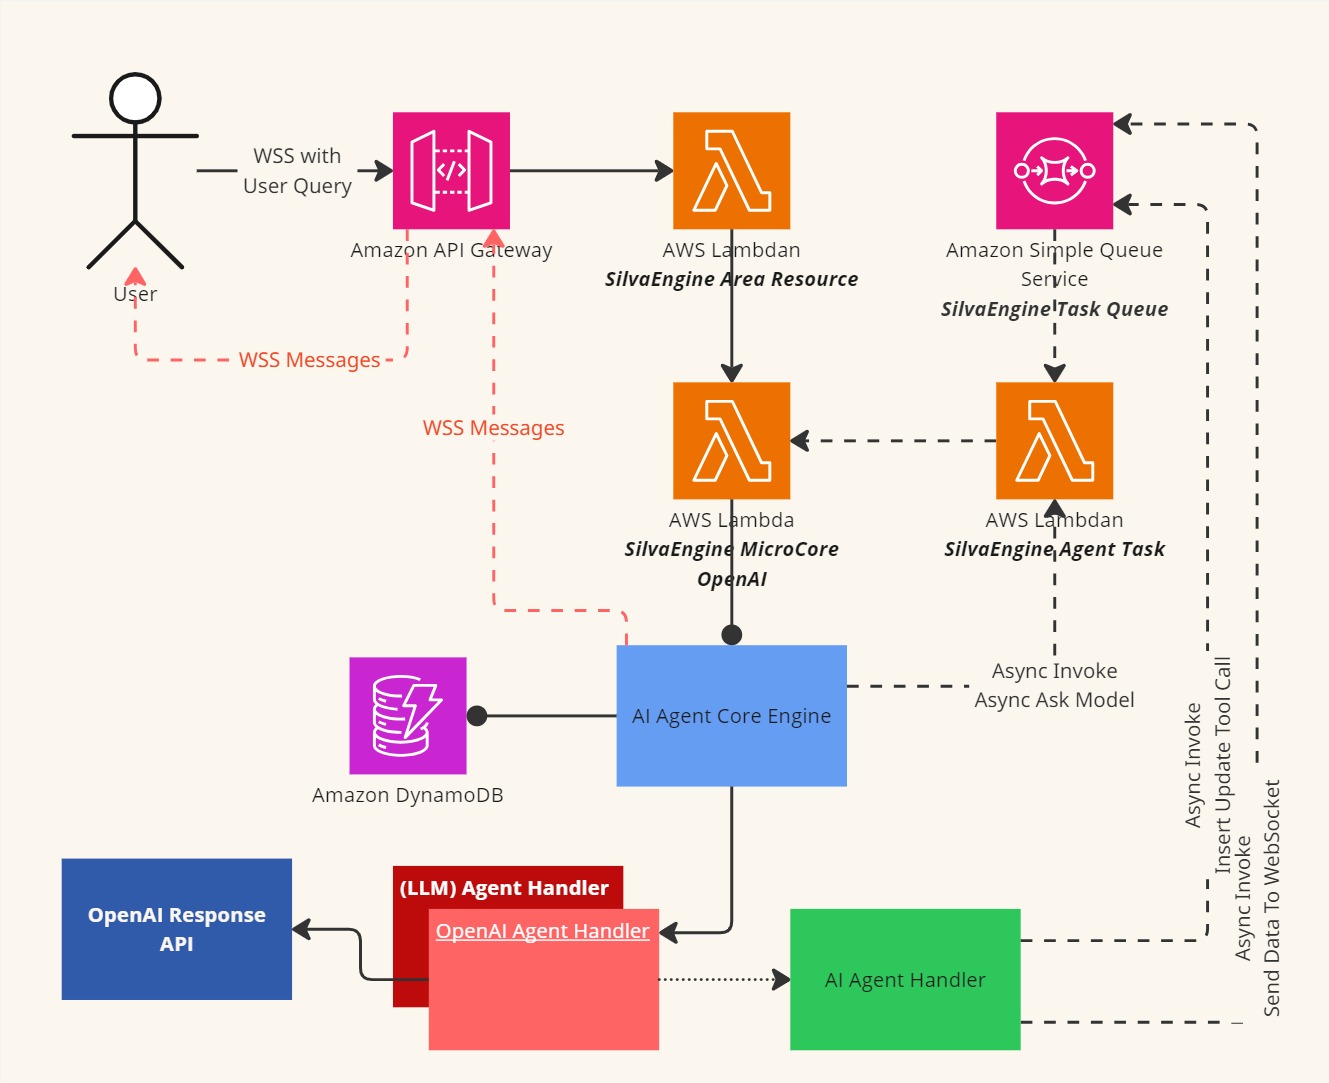 WSS with
User Query
Amazon API Gateway
AWS Lambdan
SilvaEngine Area Resource
Amazon Simple Queue
Service
SilvaEngine Task Queue
User
WSS Messages
WSS Messages
AWS Lambda
SilvaEngine MicroCore
OpenAI
AWS Lambdan
SilvaEngine Agent Task
AI Agent Core Engine
Async Invoke
Async Ask Model
Amazon DynamoDB
Async Invoke
Insert Update Tool Call
Async Invoke
Send Data To WebSocket
OpenAI Response
API
(LLM) Agent Handler
OpenAI Agent Handler
AI Agent Handler